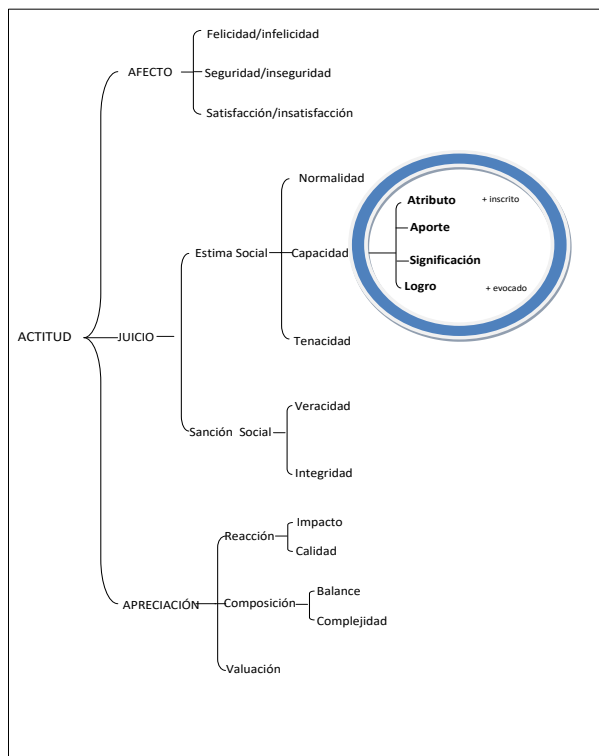 Felicidad/infelicidad
AFECTO
Seguridad/inseguridad
Satisfacción/insatisfacción
Normalidad
Atributo + inscrito
Aporte
Estima Social
Capacidad
Significación
Logro + evocado
ACTITUD
JUICIO
Tenacidad
Veracidad
Sanción Social
Integridad
Impacto
Reacción
Calidad
Balance
APRECIACIÓN
Composición
Complejidad
Valuación